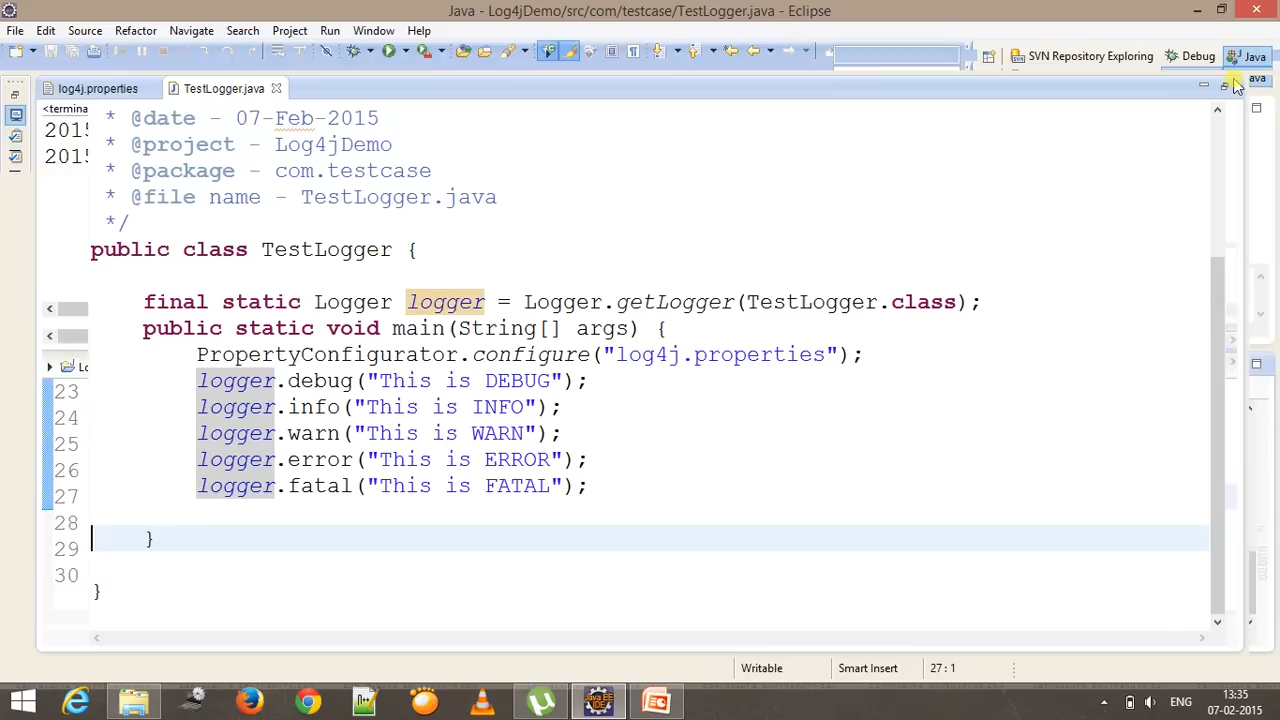 Java - Log4jDemo/src/com/testcase/TestLogger.java - Eclipse
File Edit Source Refactor Navigate Search Project Run Window Help
SVN Repository Exploring Debug Java
ava
log4j.properties TestLogger.java
<termina
2015
2015
* @date - 07-Feb-2015
* @project - Log4jDemo
* @package - com.testcase
* @file name - TestLogger.java
*/
public class TestLogger {
final static Logger logger = Logger.getLogger(TestLogger.class);
public static void main(String[] args) {
PropertyConfigurator.configure("log4j.properties");
logger.debug("This is DEBUG");
logger.info("This is INFO");
logger.warn("This is WARN");
logger.error("This is ERROR");
logger.fatal("This is FATAL");
}
}
Lo
23
24
25
26
27
28
29
30
Writable Smart Insert 27 : 1
ENG
13:35
07-02-2015